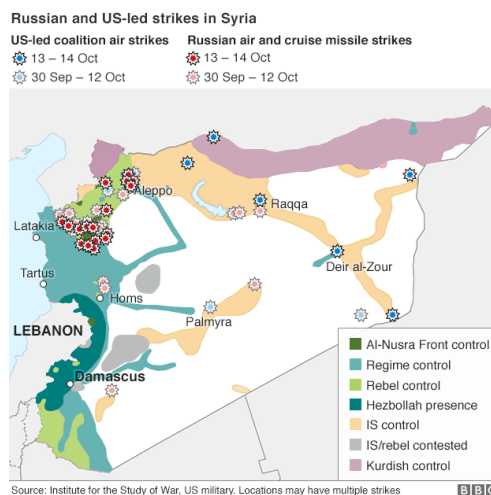 Russian and US-led strikes in Syria
US-led coalition air strikes
Russian air and cruise missile strikes
13 – 14 Oct
13 – 14 Oct
30 Sep – 12 Oct
30 Sep – 12 Oct
Aleppo
Raqqa
Latakia
Deir al-Zour
Tartus
Homs
Palmyra
LEBANON
Damascus
Al-Nusra Front control
Regime control
Rebel control
Hezbollah presence
IS control
IS/rebel contested
Kurdish control
Source: Institute for the Study of War, US military. Locations may have multiple strikes
BBC